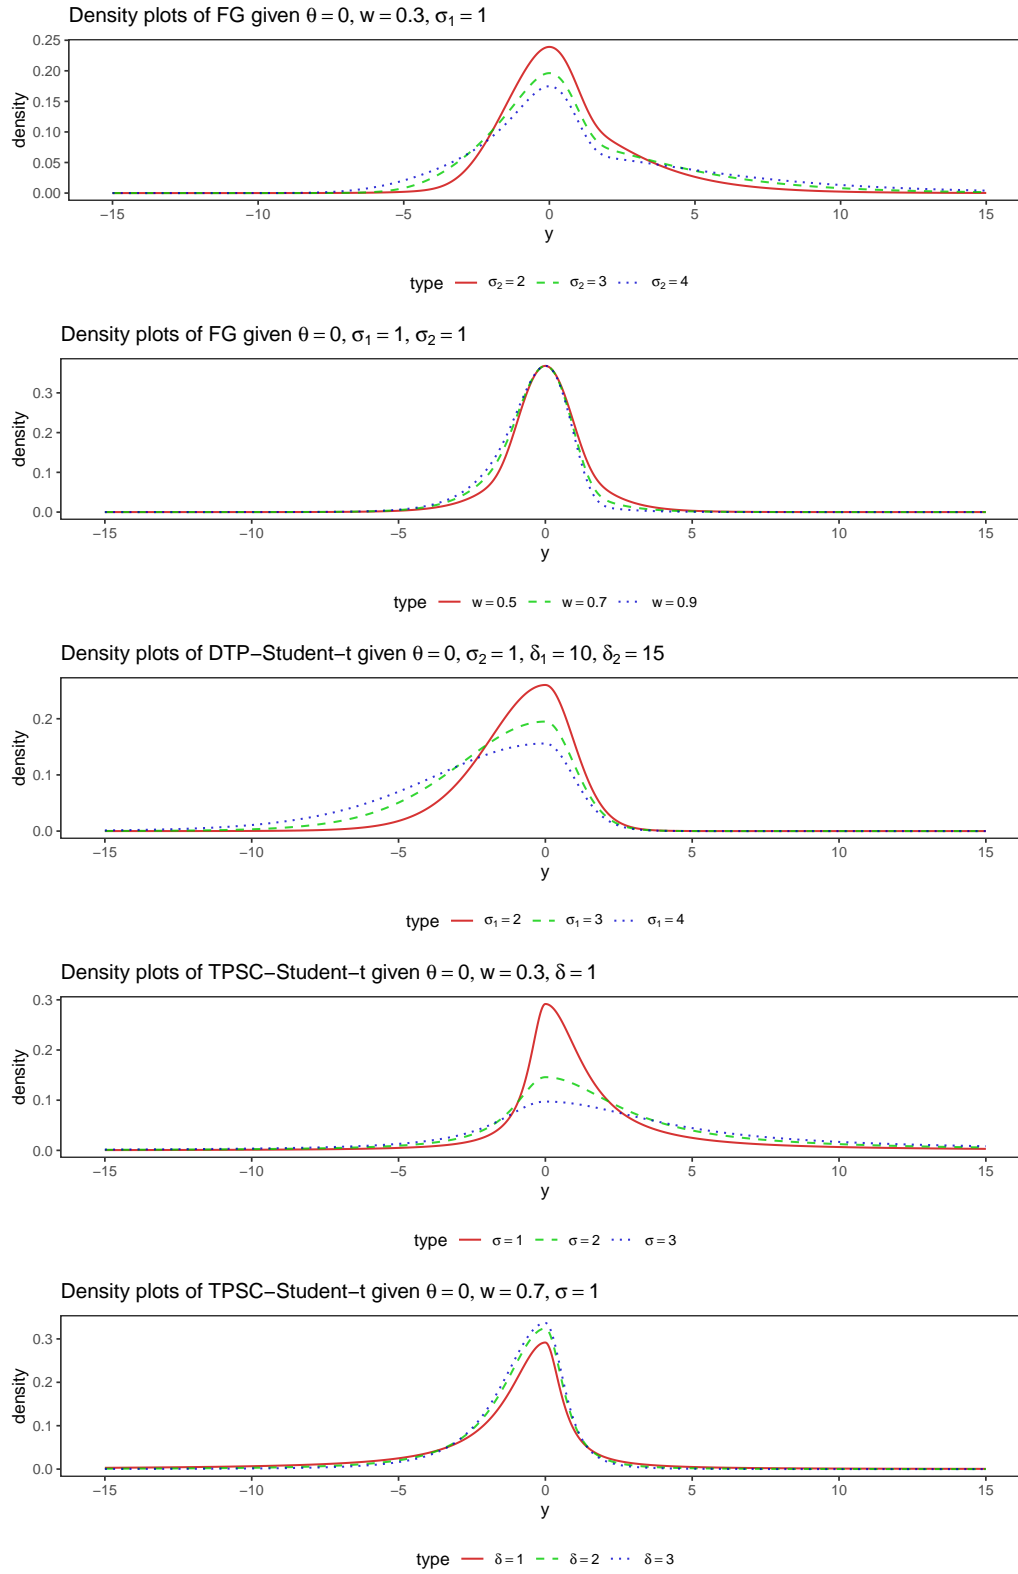 Density plots of FG given θ = 0, w = 0.3, σ₁ = 1
density
0.25
0.20
0.15
0.10
0.05
0.00
−15 −10 −5 0 5 10 15
y
type σ₂ = 2 σ₂ = 3 σ₂ = 4
Density plots of FG given θ = 0, σ₁ = 1, σ₂ = 1
density
0.3
0.2
0.1
0.0
−15 −10 −5 0 5 10 15
y
type w = 0.5 w = 0.7 w = 0.9
Density plots of DTP−Student−t given θ = 0, σ₂ = 1, δ₁ = 10, δ₂ = 15
density
0.2
0.1
0.0
−15 −10 −5 0 5 10 15
y
type σ₁ = 2 σ₁ = 3 σ₁ = 4
Density plots of TPSC−Student−t given θ = 0, w = 0.3, δ = 1
density
0.3
0.2
0.1
0.0
−15 −10 −5 0 5 10 15
y
type σ = 1 σ = 2 σ = 3
Density plots of TPSC−Student−t given θ = 0, w = 0.7, σ = 1
density
0.3
0.2
0.1
0.0
−15 −10 −5 0 5 10 15
y
type δ = 1 δ = 2 δ = 3